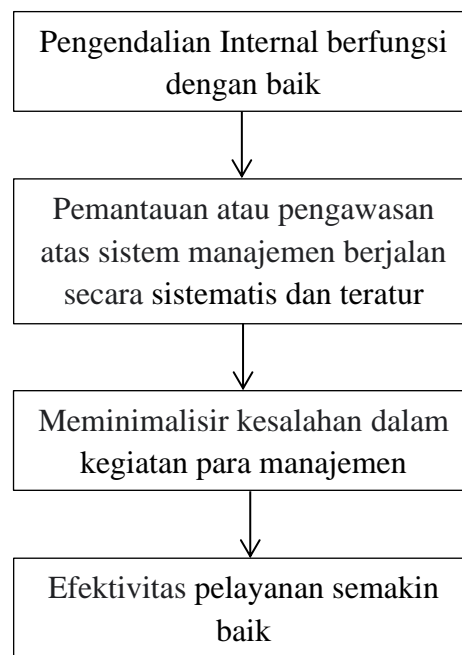 Pengendalian Internal berfungsi
dengan baik
Pemantauan atau pengawasan
atas sistem manajemen berjalan
secara sistematis dan teratur
Meminimalisir kesalahan dalam
kegiatan para manajemen
Efektivitas pelayanan semakin
baik